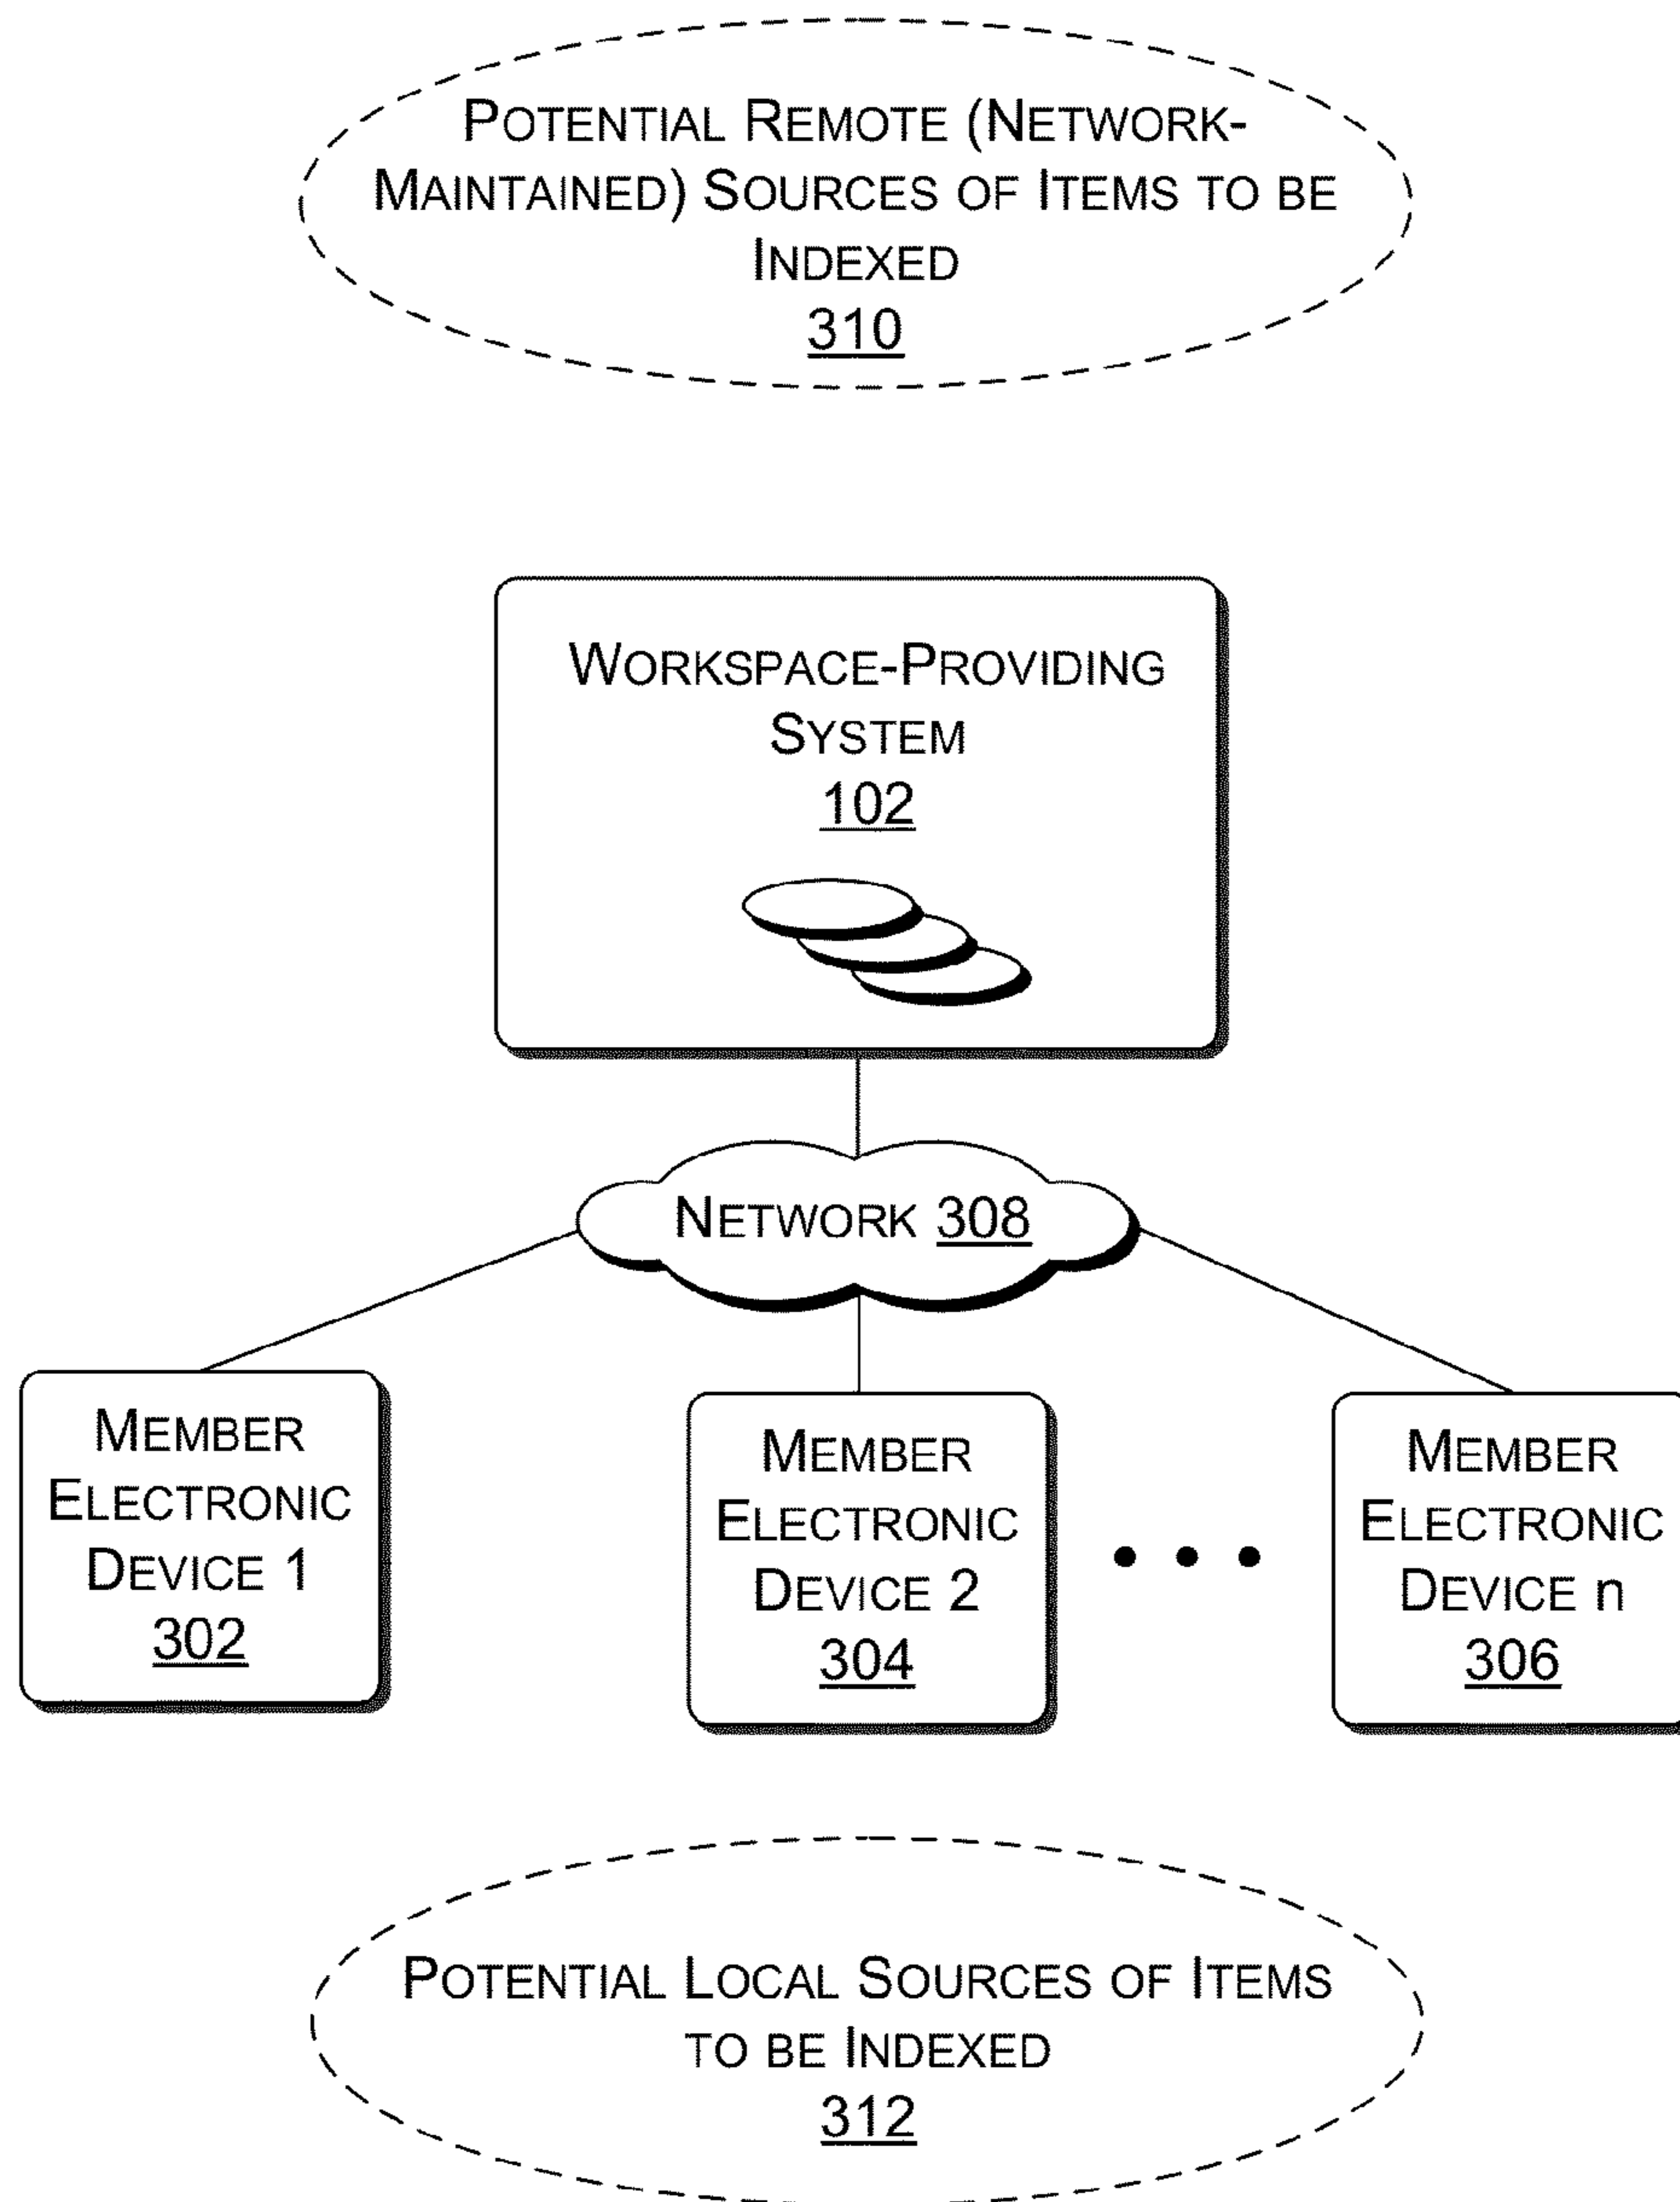 POTENTIAL REMOTE (NETWORK-
MAINTAINED) SOURCES OF ITEMS TO BE
INDEXED
310
WORKSPACE-PROVIDING
SYSTEM
102
NETWORK 308
MEMBER
ELECTRONIC
DEVICE 1
302
MEMBER
ELECTRONIC
DEVICE 2
304
MEMBER
ELECTRONIC
DEVICE n
306
POTENTIAL LOCAL SOURCES OF ITEMS
TO BE INDEXED
312